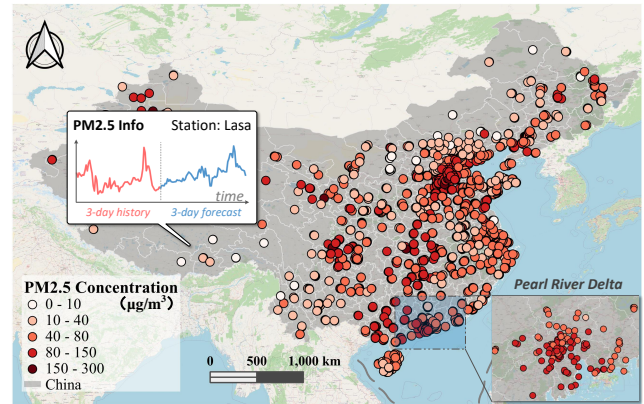 PM2.5 Info
Station: Lasa
time
3-day history
3-day forecast
PM2.5 Concentration
(μg/m³)
0 - 10
10 - 40
40 - 80
80 - 150
150 - 300
China
0
500
1,000 km
Pearl River Delta